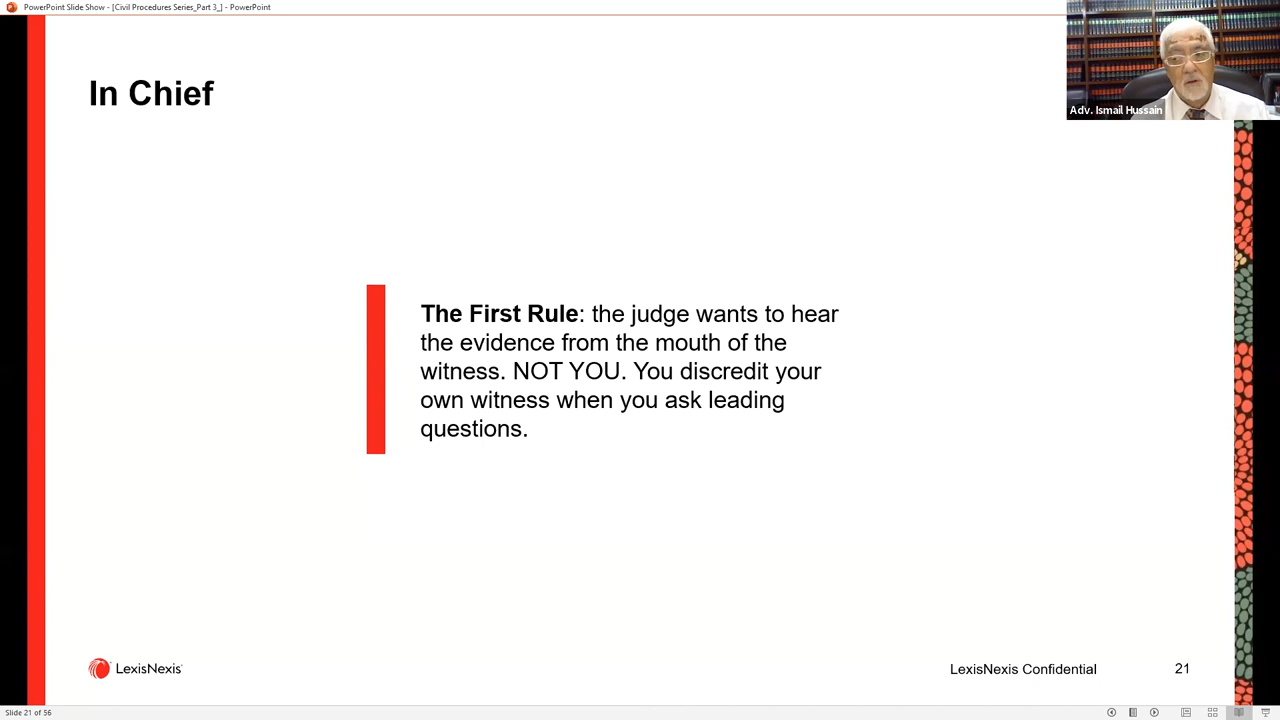 PowerPoint Slide Show - [Civil Procedures Series_Part 3_] - PowerPoint
Adv. Ismail Hussain
In Chief
The First Rule: the judge wants to hear
the evidence from the mouth of the
witness. NOT YOU. You discredit your
own witness when you ask leading
questions.
LexisNexis
LexisNexis Confidential
21
Slide 21 of 56